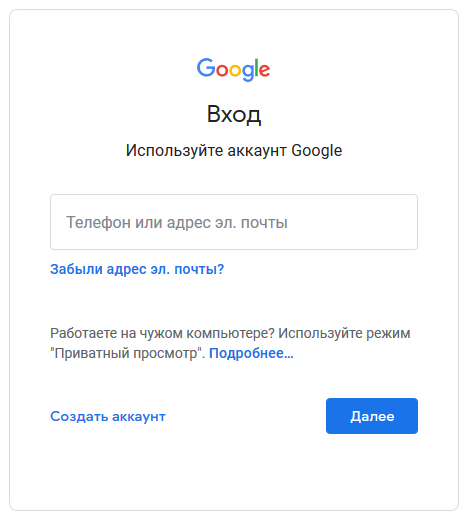 Google
Вход
Используйте аккаунт Google
Телефон или адрес эл. почты
Забыли адрес эл. почты?
Работаете на чужом компьютере? Используйте режим
"Приватный просмотр". Подробнее…
Создать аккаунт
Далее